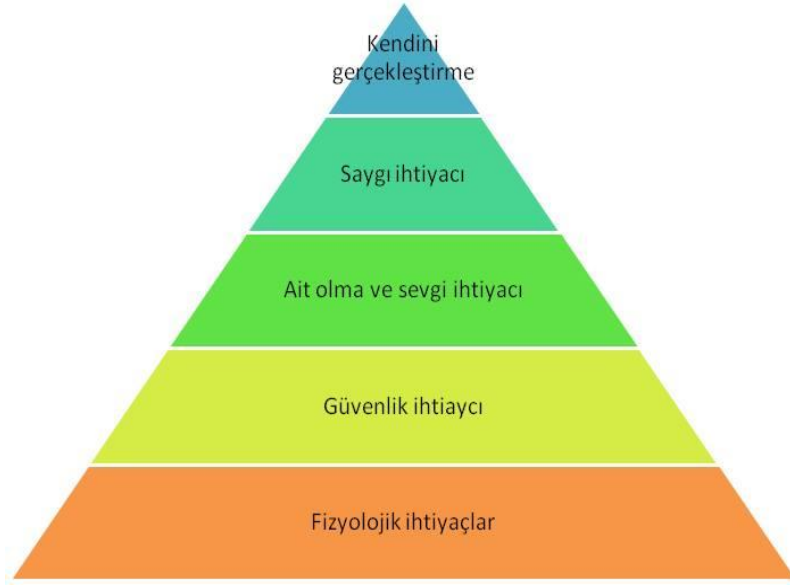 Kendini
gerçekleştirme
Saygı ihtiyacı
Ait olma ve sevgi ihtiyacı
Güvenlik ihtiaycı
Fizyolojik ihtiyaçlar